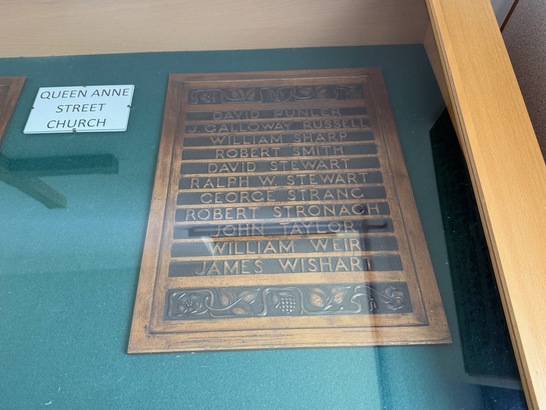 QUEEN ANNE
STREET
CHURCH
DAVID PUNLER
J. GALLOWAY RUSSELL
WILLIAM SHARP
ROBERT SMITH
DAVID STEWART
RALPH W. STEWART
GEORGE STRANG
ROBERT STRONACH
JOHN TAYLOR
WILLIAM WEIR
JAMES WISHART